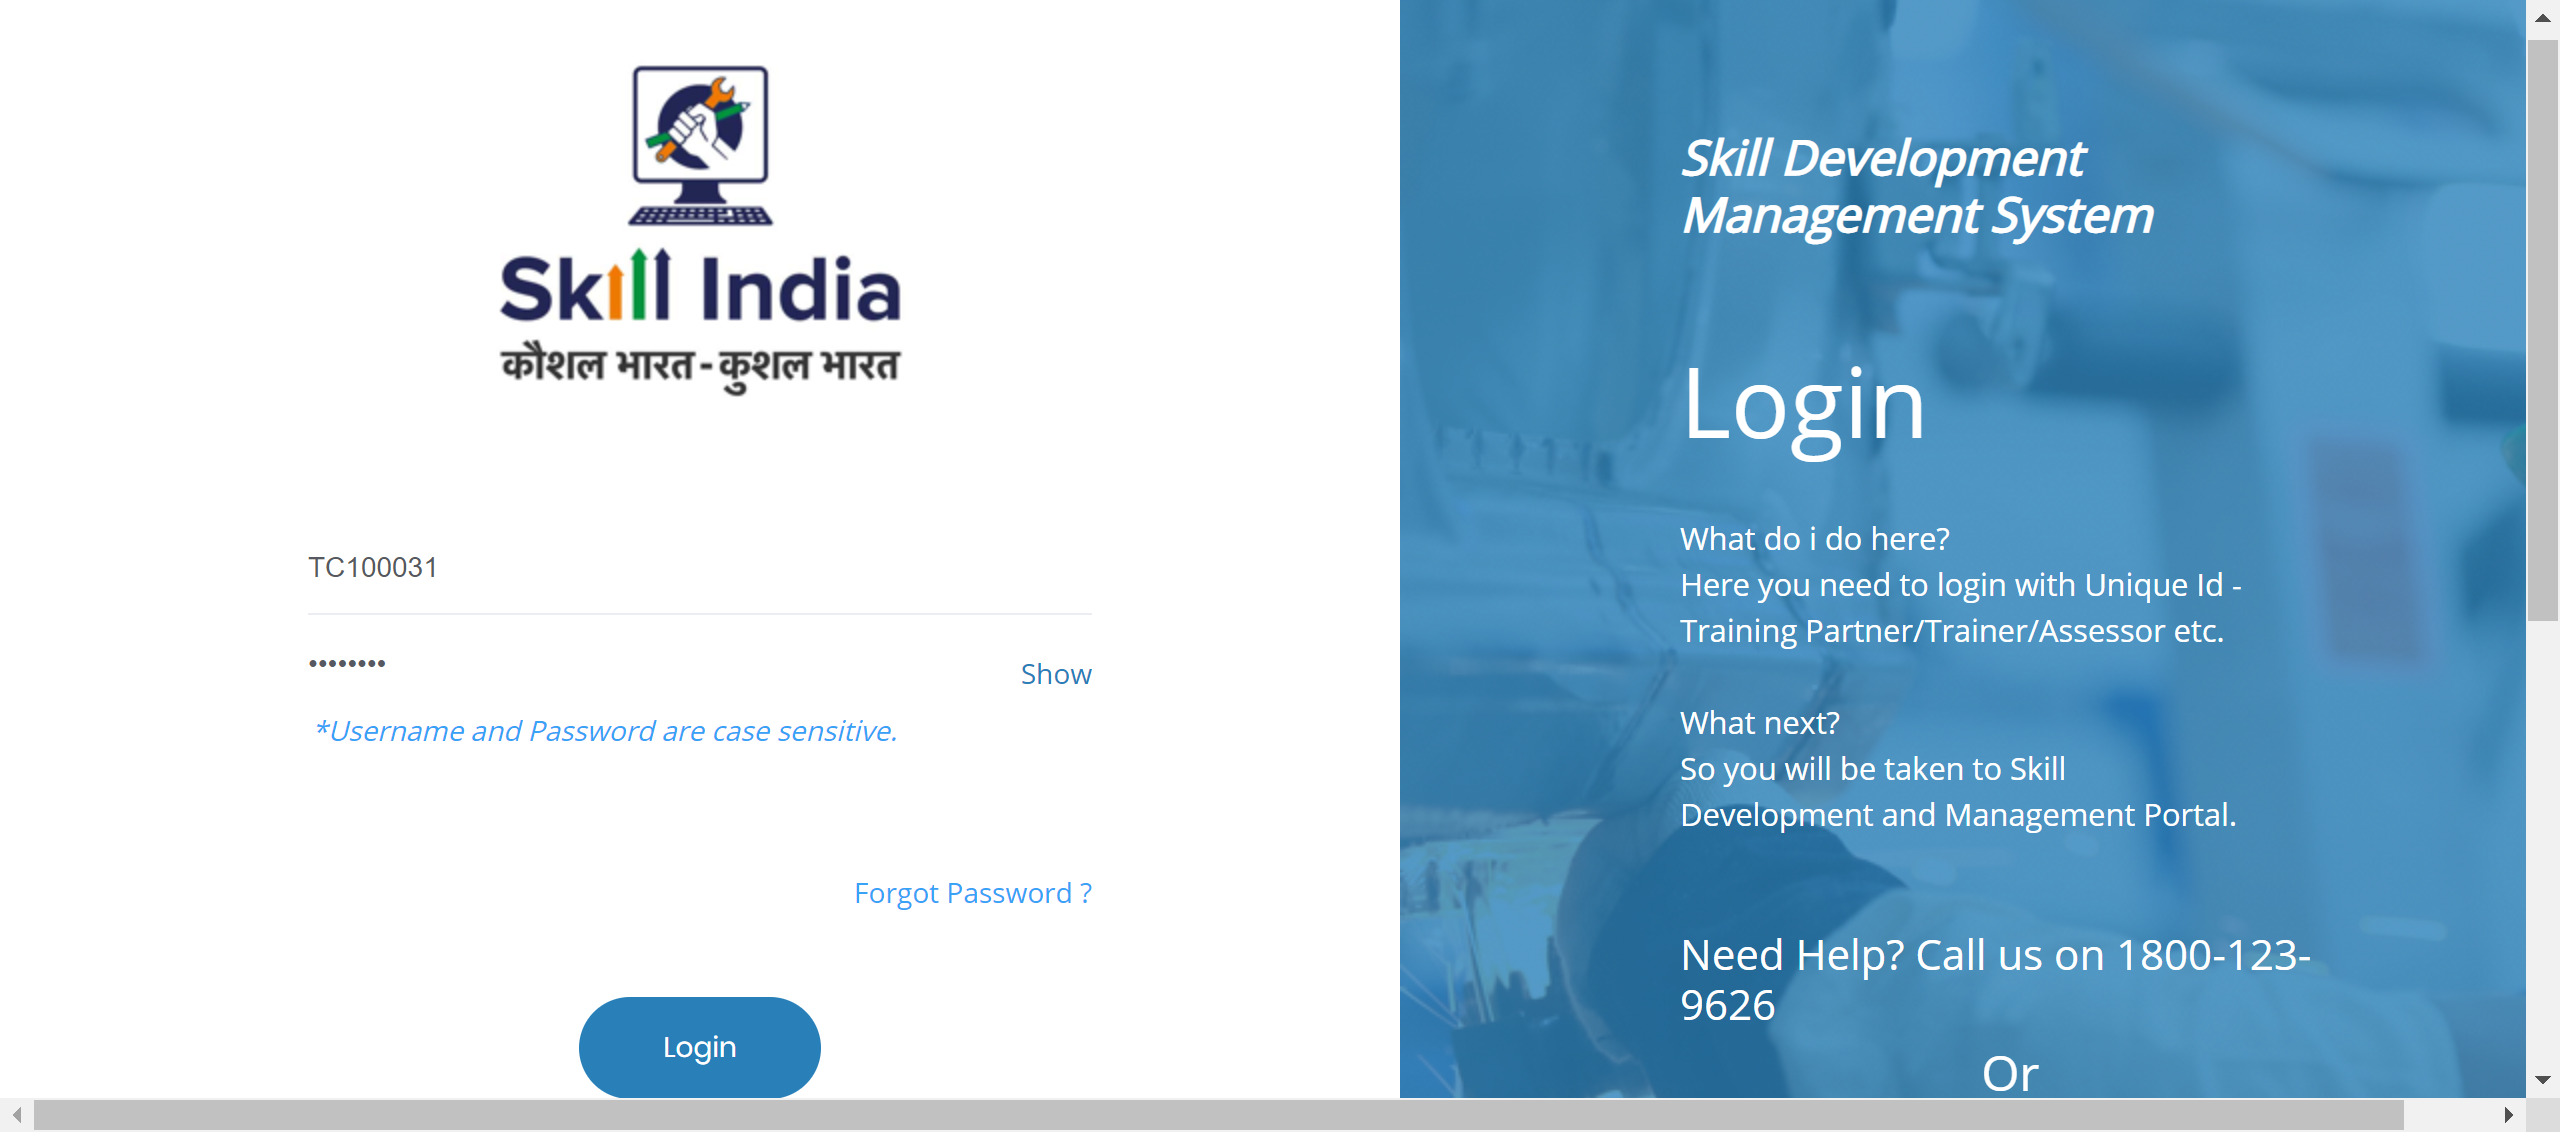 Skill India
कौशल भारत - कुशल भारत
TC100031
••••••••
Show
*Username and Password are case sensitive.
Forgot Password ?
Login
Skill Development
Management System
Login
What do i do here?
Here you need to login with Unique Id -
Training Partner/Trainer/Assessor etc.
What next?
So you will be taken to Skill
Development and Management Portal.
Need Help? Call us on 1800-123-
9626
Or